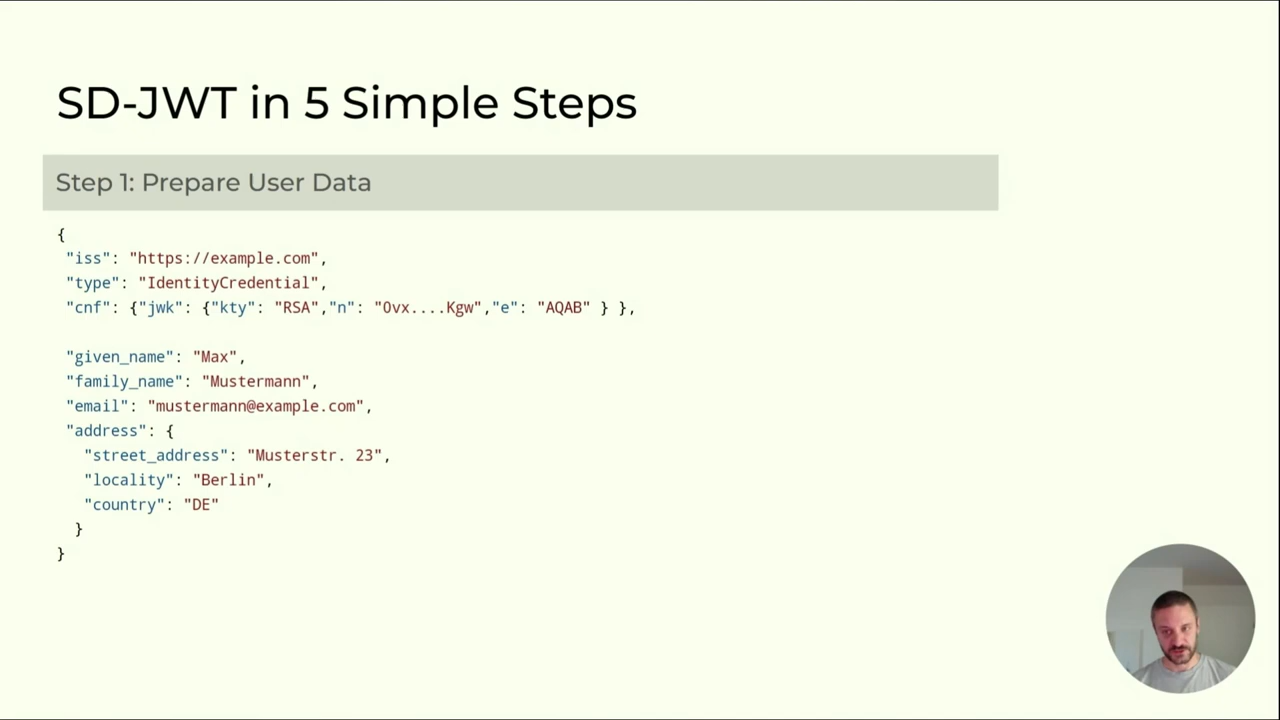 SD-JWT in 5 Simple Steps
Step 1: Prepare User Data
{
"iss": "https://example.com",
"type": "IdentityCredential",
"cnf": {"jwk": {"kty": "RSA","n": "0vx....Kgw","e": "AQAB" } },
"given_name": "Max",
"family_name": "Mustermann",
"email": "mustermann@example.com",
"address": {
"street_address": "Musterstr. 23",
"locality": "Berlin",
"country": "DE"
}
}